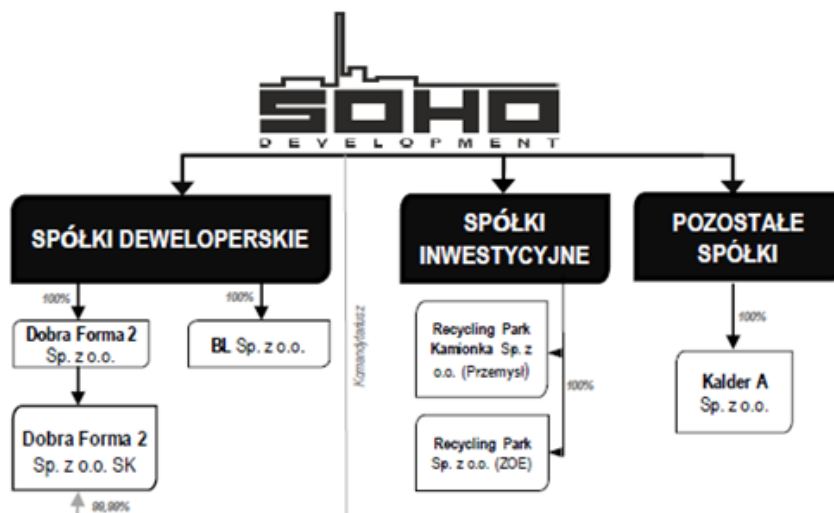 SOHO
DEVELOPMENT
SPÓŁKI DEWELOPERSKIE
SPÓŁKI
INWESTYCYJNE
POZOSTAŁE
SPÓŁKI
100%
100%
Dobra Forma 2
Sp. z o.o.
BL Sp. z o.o.
Dobra Forma 2
Sp. z o.o. SK
99,99%
Komandytariusz
Recycling Park
Kamionka Sp. z
o.o. (Przemysł)
100%
Recycling Park
Sp. z o.o. (ZOE)
100%
Kalder A
Sp. z o.o.